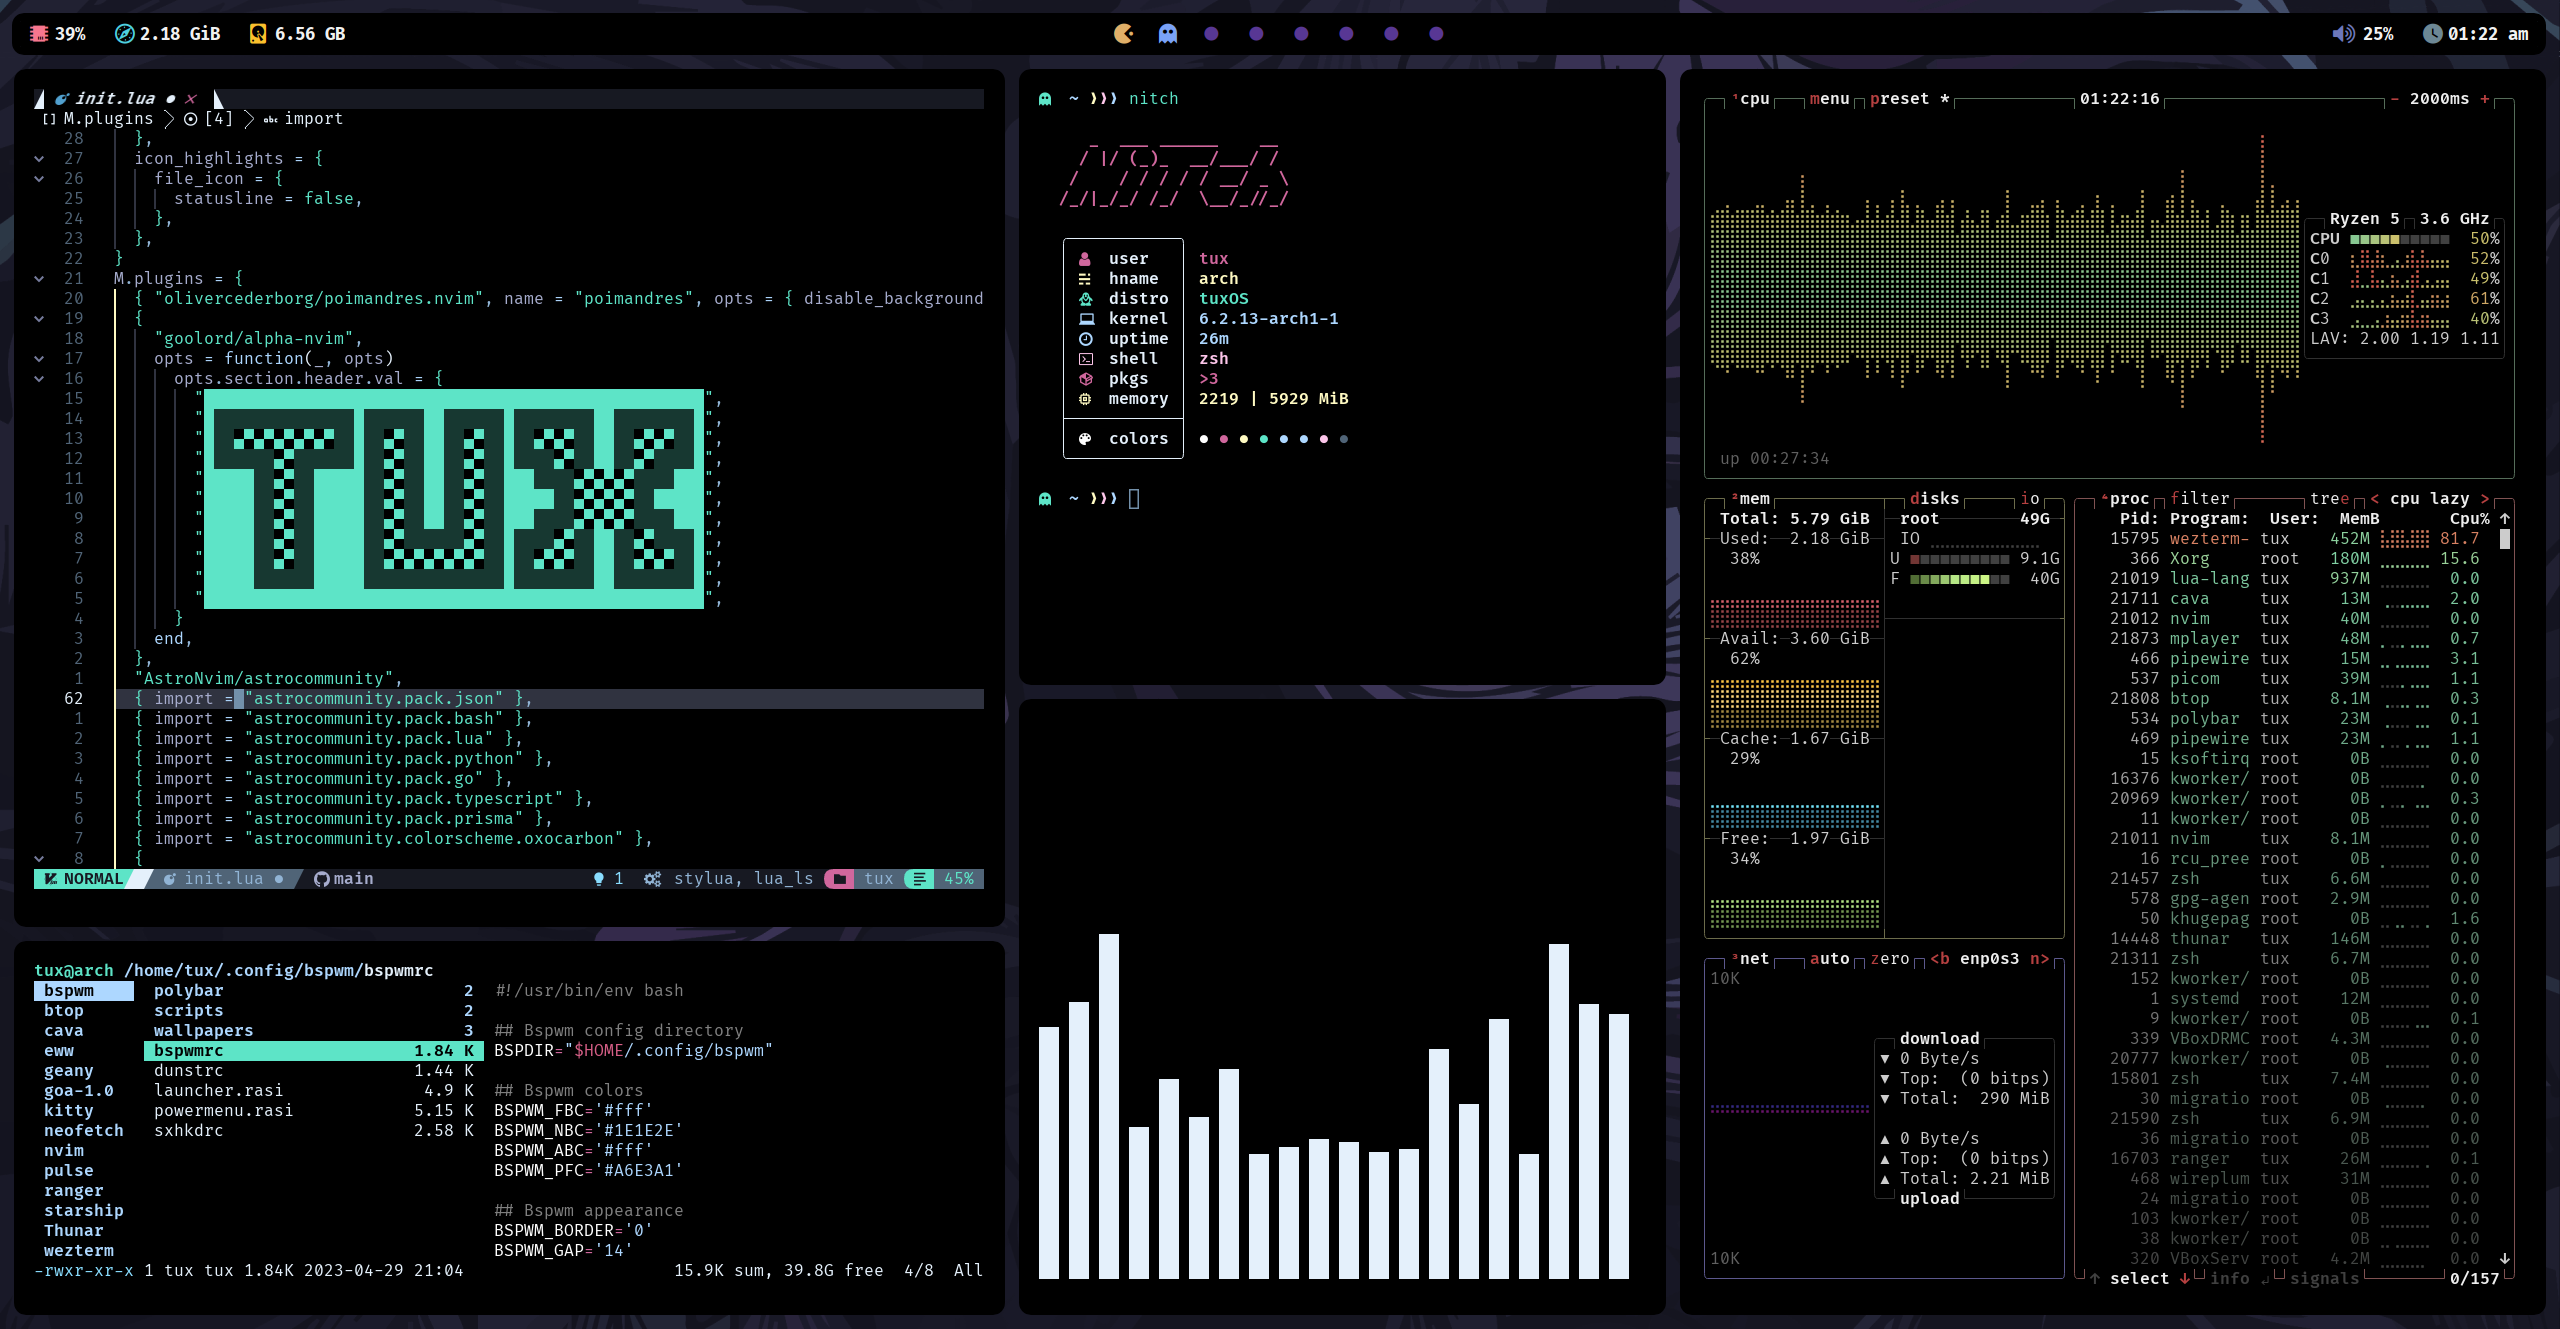 39% 2.18 GiB 6.56 GB
25% 01:22 am
init.lua
M.plugins [4] import
28 },
27 icon_highlights = {
26 file_icon = {
25 statusline = false,
24 },
23 },
22 }
21 M.plugins = {
20 { "olivercederborg/poimandres.nvim", name = "poimandres", opts = { disable_background
19 {
18 "goolord/alpha-nvim",
17 opts = function(_, opts)
16 opts.section.header.val = {
15 " ",
14 " ",
13 " ",
12 " ",
11 " ",
10 " ",
9 " ",
8 " ",
7 " ",
6 " ",
5 " ",
TUX
4 }
3 end,
2 },
1 "AstroNvim/astrocommunity",
62 { import = "astrocommunity.pack.json" },
1 { import = "astrocommunity.pack.bash" },
2 { import = "astrocommunity.pack.lua" },
3 { import = "astrocommunity.pack.python" },
4 { import = "astrocommunity.pack.go" },
5 { import = "astrocommunity.pack.typescript" },
6 { import = "astrocommunity.pack.prisma" },
7 { import = "astrocommunity.colorscheme.oxocarbon" },
8 {
NORMAL init.lua main 1 stylua, lua_ls tux 45%
tux@arch /home/tux/.config/bspwm/bspwmrc
bspwm polybar 2 #!/usr/bin/env bash
btop scripts 2
cava wallpapers 3 ## Bspwm config directory
eww bspwmrc 1.84 K BSPDIR="$HOME/.config/bspwm"
geany dunstrc 1.44 K
goa-1.0 launcher.rasi 4.9 K ## Bspwm colors
kitty powermenu.rasi 5.15 K BSPWM_FBC='#fff'
neofetch sxhkdrc 2.58 K BSPWM_NBC='#1E1E2E'
nvim BSPWM_ABC='#fff'
pulse BSPWM_PFC='#A6E3A1'
ranger
starship ## Bspwm appearance
Thunar BSPWM_BORDER='0'
wezterm BSPWM_GAP='14'
-rwxr-xr-x 1 tux tux 1.84K 2023-04-29 21:04 15.9K sum, 39.8G free 4/8 All
~ ❯❯❯ nitch
NiTch
user tux
hname arch
distro tuxOS
kernel 6.2.13-arch1-1
uptime 26m
shell zsh
pkgs >3
memory 2219 | 5929 MiB
colors
~ ❯❯❯
¹cpu menu preset * 01:22:16 - 2000ms +
Ryzen 5 3.6 GHz
CPU 50%
C0 52%
C1 49%
C2 61%
C3 40%
LAV: 2.00 1.19 1.11
up 00:27:34
²mem disks io
Total: 5.79 GiB root 49G
Used: 2.18 GiB IO
38% U 9.1G
F 40G
Avail: 3.60 GiB
62%
Cache: 1.67 GiB
29%
Free: 1.97 GiB
34%
³net auto zero <b enp0s3 n>
10K
download
▼ 0 Byte/s
▼ Top: (0 bitps)
▼ Total: 290 MiB
▲ 0 Byte/s
▲ Top: (0 bitps)
▲ Total: 2.21 MiB
upload
10K
⁴proc filter tree < cpu lazy >
Pid: Program: User: MemB Cpu% ↑
15795 wezterm- tux 452M 81.7
366 Xorg root 180M 15.6
21019 lua-lang tux 937M 0.0
21711 cava tux 13M 2.0
21012 nvim tux 40M 0.0
21873 mplayer tux 48M 0.7
466 pipewire tux 15M 3.1
537 picom tux 39M 1.1
21808 btop tux 8.1M 0.3
534 polybar tux 23M 0.1
469 pipewire tux 23M 1.1
15 ksoftirq root 0B 0.0
16376 kworker/ root 0B 0.0
20969 kworker/ root 0B 0.3
11 kworker/ root 0B 0.0
21011 nvim tux 8.1M 0.0
16 rcu_pree root 0B 0.0
21457 zsh tux 6.6M 0.0
578 gpg-agen root 2.9M 0.0
50 khugepag root 0B 1.6
14448 thunar tux 146M 0.0
21311 zsh tux 6.7M 0.0
152 kworker/ root 0B 0.0
1 systemd root 12M 0.0
9 kworker/ root 0B 0.1
339 VBoxDRMC root 4.3M 0.0
20777 kworker/ root 0B 0.0
15801 zsh tux 7.4M 0.0
30 migratio root 0B 0.0
21590 zsh tux 6.9M 0.0
36 migratio root 0B 0.0
16703 ranger tux 26M 0.1
468 wireplum tux 31M 0.0
24 migratio root 0B 0.0
103 kworker/ root 0B 0.0
38 kworker/ root 0B 0.0
320 VBoxServ root 4.2M 0.0 ↓
↑ select ↓ info ↲ signals 0/157